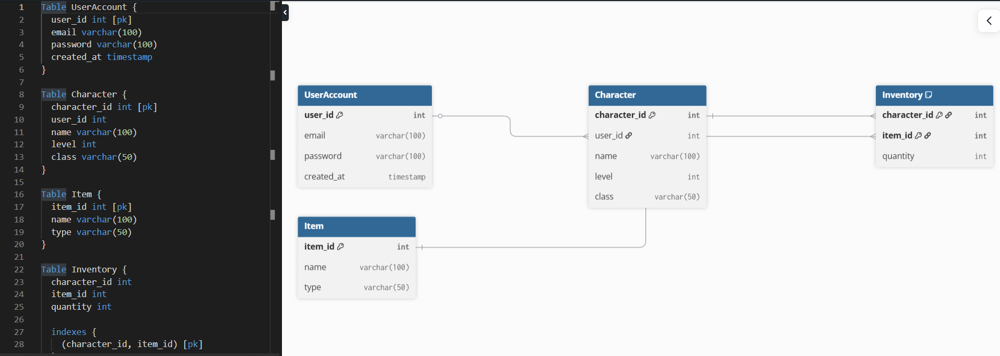 1 Table UserAccount {
2 user_id int [pk]
3 email varchar(100)
4 password varchar(100)
5 created_at timestamp
6 }
7
8 Table Character {
9 character_id int [pk]
10 user_id int
11 name varchar(100)
12 level int
13 class varchar(50)
14 }
15
16 Table Item {
17 item_id int [pk]
18 name varchar(100)
19 type varchar(50)
20 }
21
22 Table Inventory {
23 character_id int
24 item_id int
25 quantity int
26
27 indexes {
28 (character_id, item_id) [pk]
UserAccount
user_id int
email varchar(100)
password varchar(100)
created_at timestamp
Character
character_id int
user_id int
name varchar(100)
level int
class varchar(50)
Inventory
character_id int
item_id int
quantity int
Item
item_id int
name varchar(100)
type varchar(50)